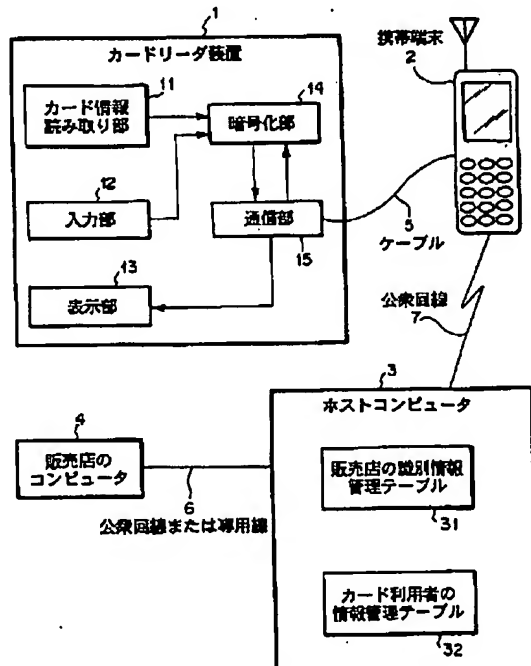 1
カードリーダ装置
11
カード情報
読み取り部
14
暗号化部
12
入力部
通信部
15
13
表示部
携帯端末
2
5
ケーブル
公衆回線
7
3
ホストコンピュータ
4
販売店の
コンピュータ
6
公衆回線または専用線
販売店の識別情報
管理テーブル
31
カード利用者の
情報管理テーブル
32